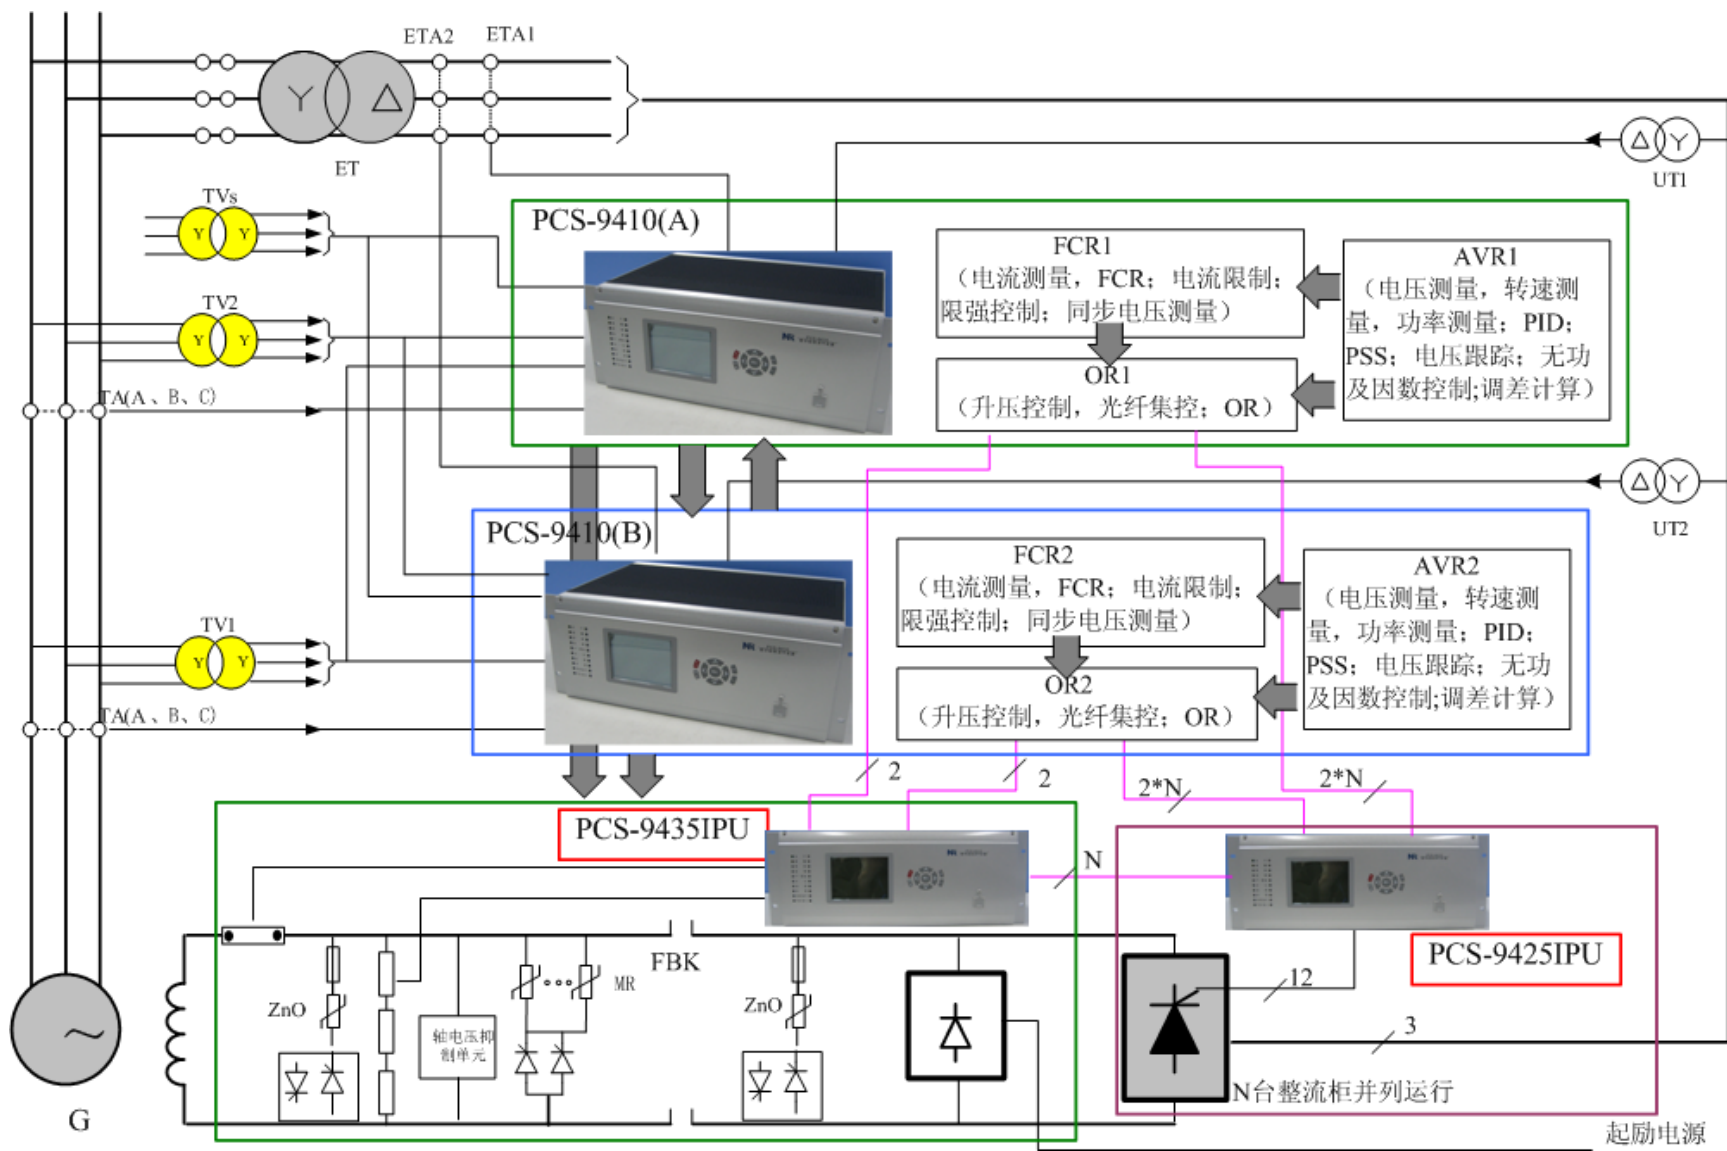 ETA2
ETA1
ET
UT1
TVs
PCS-9410(A)
FCR1
（电流测量，FCR；电流限制；
限强控制；同步电压测量）
AVR1
（电压测量，转速测
量，功率测量；PID；
PSS；电压跟踪；无功
及因数控制;调差计算）
TV2
OR1
（升压控制，光纤集控；OR）
TA(A、B、C)
UT2
PCS-9410(B)
FCR2
（电流测量，FCR；电流限制；
限强控制；同步电压测量）
AVR2
（电压测量，转速测
量，功率测量；PID；
PSS；电压跟踪；无功
及因数控制;调差计算）
TV1
OR2
（升压控制，光纤集控；OR）
TA(A、B、C)
2
2
2*N
2*N
PCS-9435IPU
N
PCS-9425IPU
FBK
MR
12
ZnO
ZnO
轴电压抑
制单元
3
N台整流柜并列运行
G
起励电源